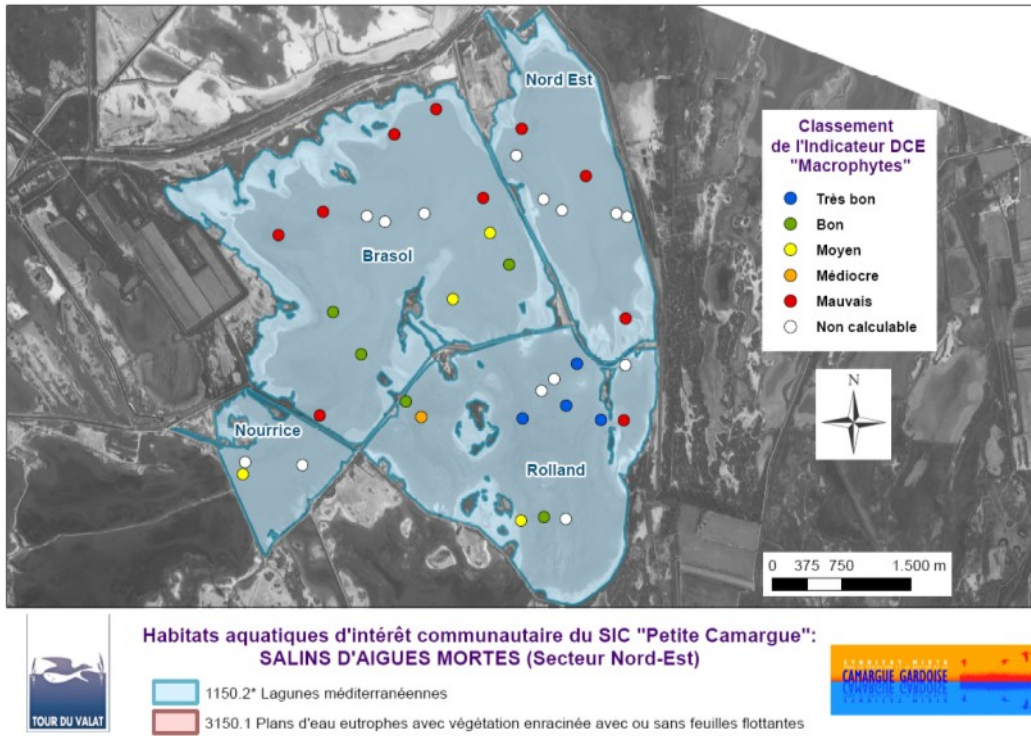 Nord Est
Classement
de l'Indicateur DCE
"Macrophytes"
Très bon
Bon
Moyen
Médiocre
Mauvais
Non calculable
Brasol
N
Nourrice
Rolland
0 375 750 1.500 m
Habitats aquatiques d'intérêt communautaire du SIC "Petite Camargue":
SALINS D'AIGUES MORTES (Secteur Nord-Est)
1150.2* Lagunes méditerranéennes
3150.1 Plans d'eau eutrophes avec végétation enracinée avec ou sans feuilles flottantes
TOUR DU VALAT
SYNDICAT MIXTE
CAMARGUE GARDOISE